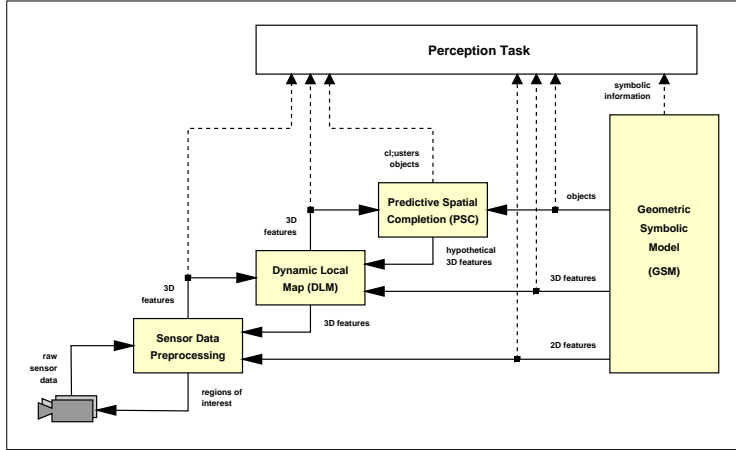 Perception Task
symbolic
information
cl;usters
objects
Predictive Spatial
Completion (PSC)
objects
Geometric
Symbolic
Model
(GSM)
3D
features
hypothetical
3D features
Dynamic Local
Map (DLM)
3D features
3D
features
3D features
Sensor Data
Preprocessing
2D features
raw
sensor
data
regions of
interest